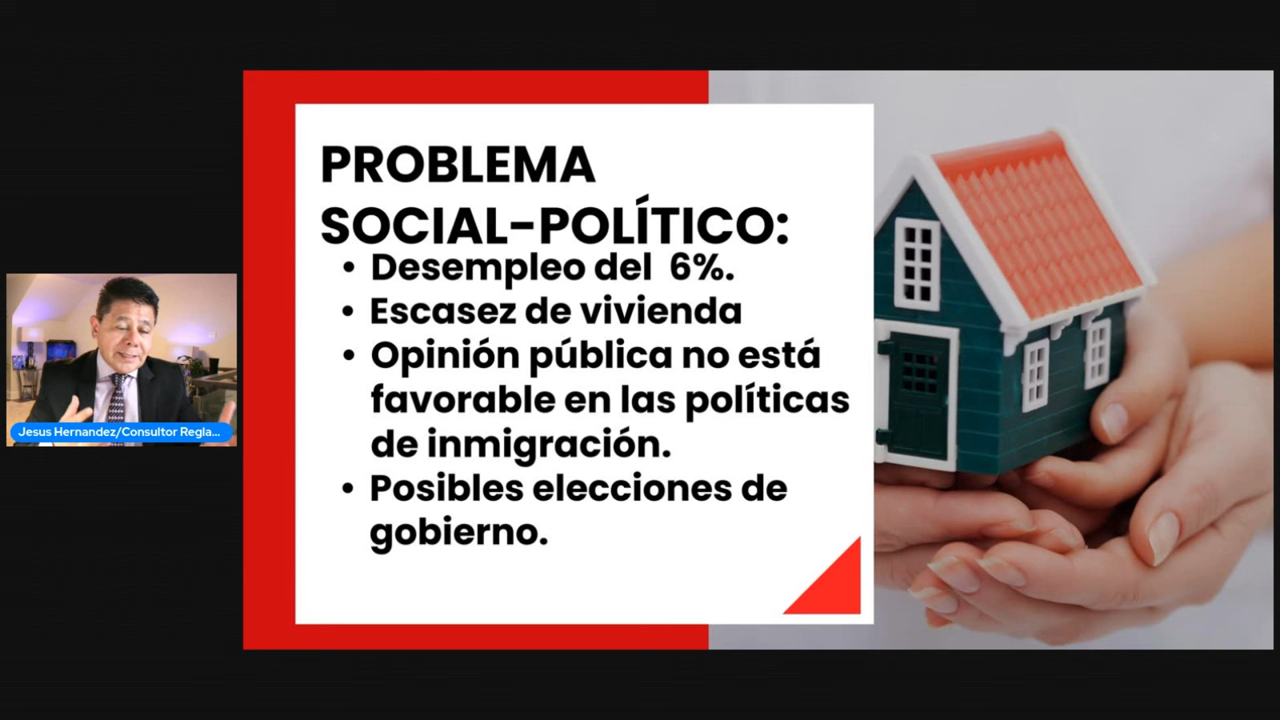 PROBLEMA
SOCIAL-POLÍTICO:
• Desempleo del 6%.
• Escasez de vivienda
• Opinión pública no está
favorable en las políticas
de inmigración.
• Posibles elecciones de
gobierno.
Jesus Hernandez/Consultor Regla...